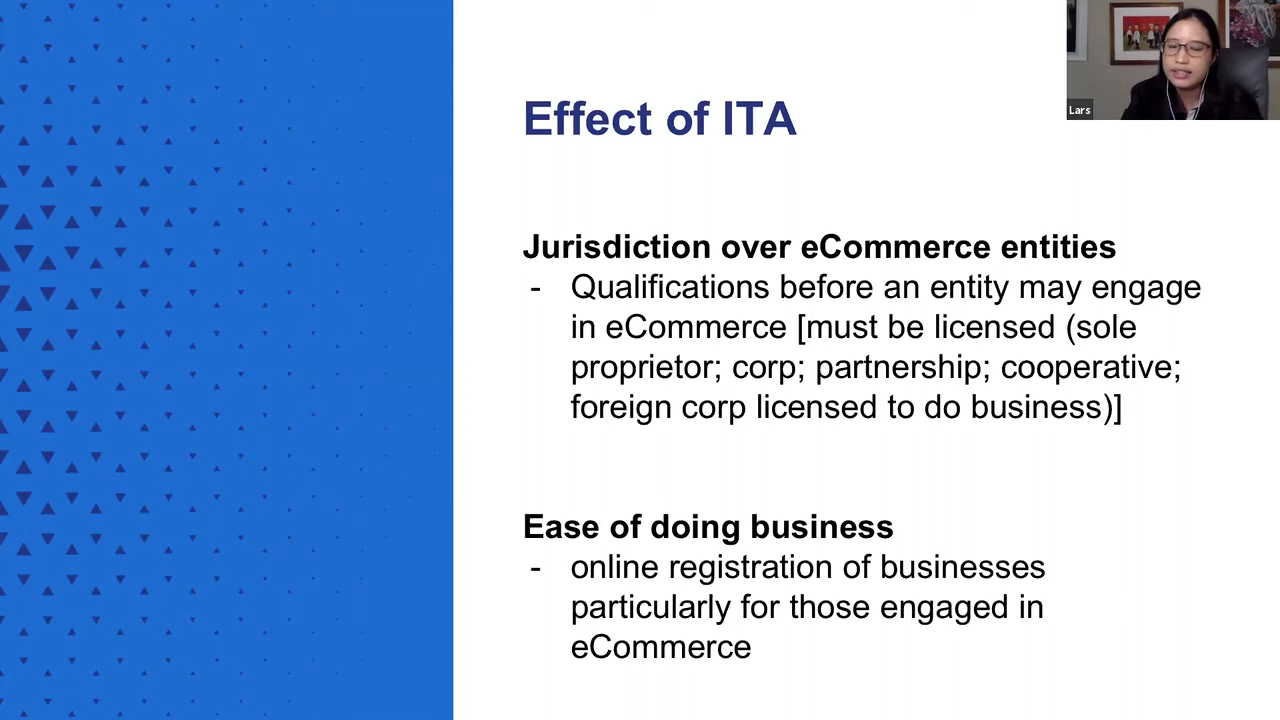 Effect of ITA
Lars
Jurisdiction over eCommerce entities
- Qualifications before an entity may engage
in eCommerce [must be licensed (sole
proprietor; corp; partnership; cooperative;
foreign corp licensed to do business)]
Ease of doing business
- online registration of businesses
particularly for those engaged in
eCommerce